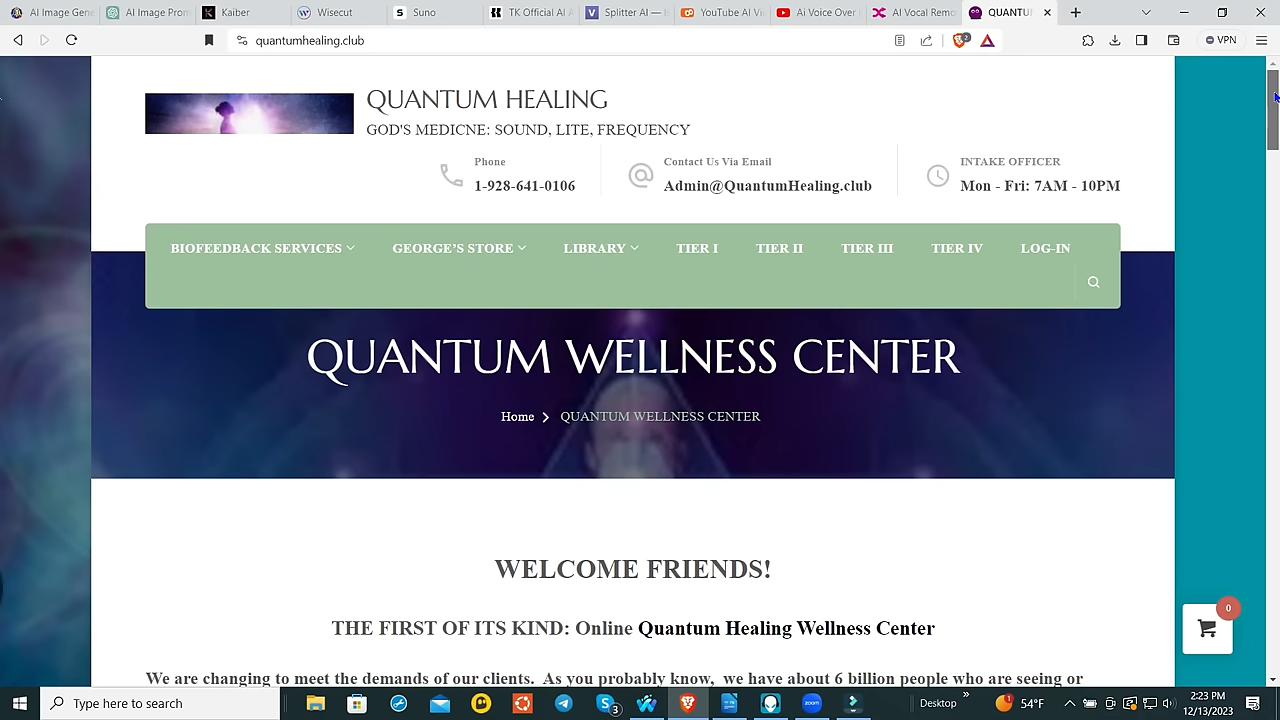 AI Image Gene
AI Image Prom
Kaiber
Wisecut
Suno
TK Official AI A
Splitter AI — |
YouTube AI Vi
Ai Voice Over
AI Vocal Remo
QUANTU
quantumhealing.club
2
VPN
QUANTUM HEALING
GOD'S MEDICNE: SOUND, LITE, FREQUENCY
Phone
1-928-641-0106
Contact Us Via Email
Admin@QuantumHealing.club
INTAKE OFFICER
Mon - Fri: 7AM - 10PM
BIOFEEDBACK SERVICES
GEORGE'S STORE
LIBRARY
TIER I
TIER II
TIER III
TIER IV
LOG-IN
QUANTUM WELLNESS CENTER
Home
QUANTUM WELLNESS CENTER
WELCOME FRIENDS!
THE FIRST OF ITS KIND: Online Quantum Healing Wellness Center
0
We are changing to meet the demands of our clients. As you probably know, we have about 6 billion people who are seeing or
Type here to search
3
Desktop
1
54°F
2:23 PM
12/13/2023